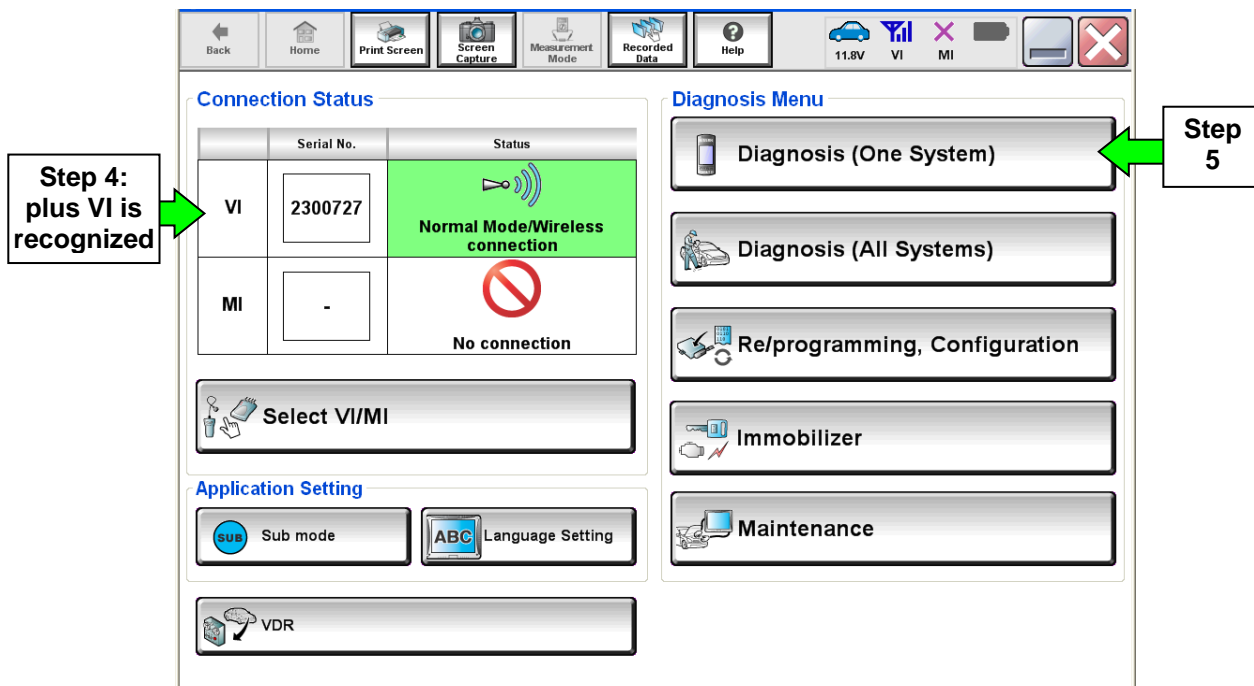 Back
Home
Print Screen
Screen
Capture
Measurement
Mode
Recorded
Data
?
Help
11.8V
VI
MI
Connection Status
Serial No.
Status
VI
2300727
Normal Mode/Wireless
connection
MI
-
No connection
Select VI/MI
Application Setting
SUB
Sub mode
ABC
Language Setting
VDR
Diagnosis Menu
Diagnosis (One System)
Diagnosis (All Systems)
Re/programming, Configuration
Immobilizer
Maintenance
Step 4:
plus VI is
recognized
Step
5